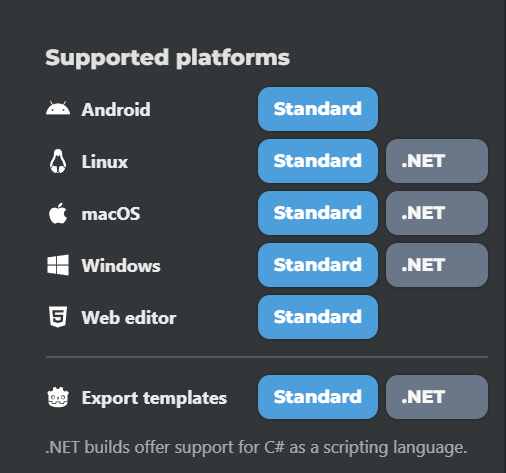 Supported platforms
Android Standard
Linux Standard .NET
macOS Standard .NET
Windows Standard .NET
Web editor Standard
Export templates Standard .NET
.NET builds offer support for C# as a scripting language.